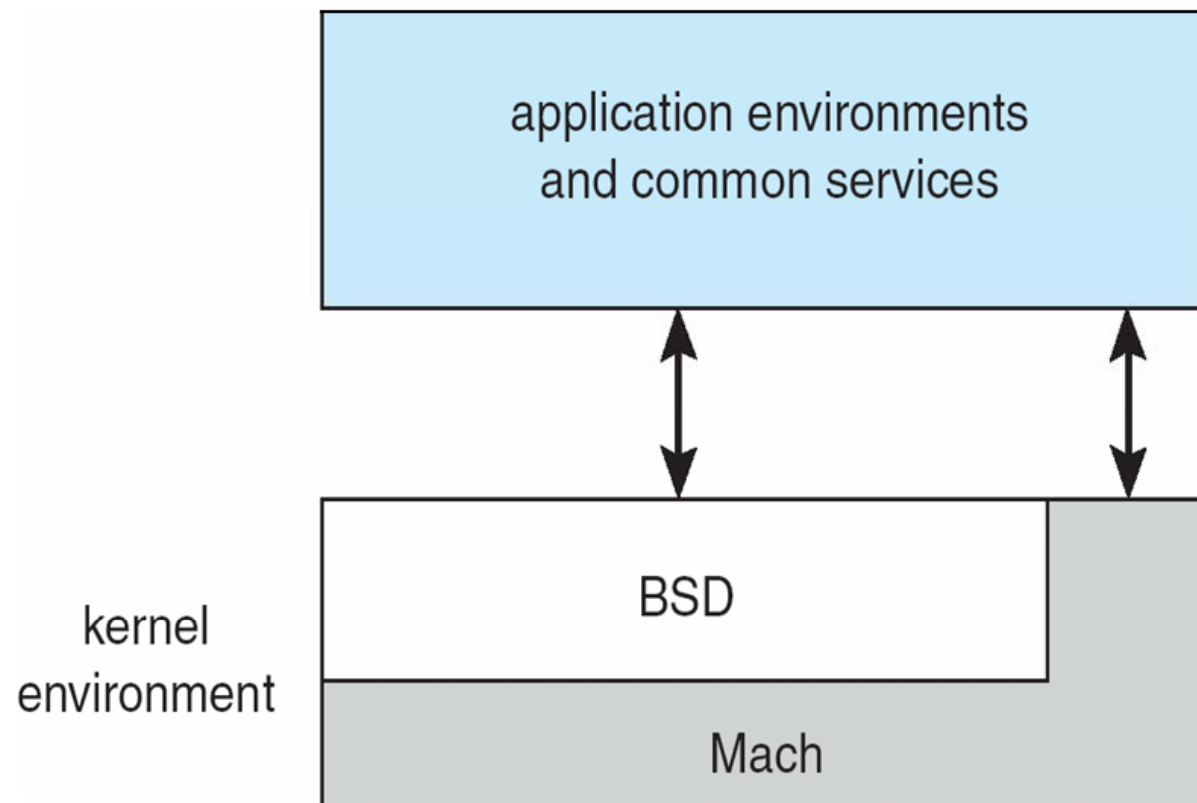 application environments
and common services
BSD
kernel
environment
Mach